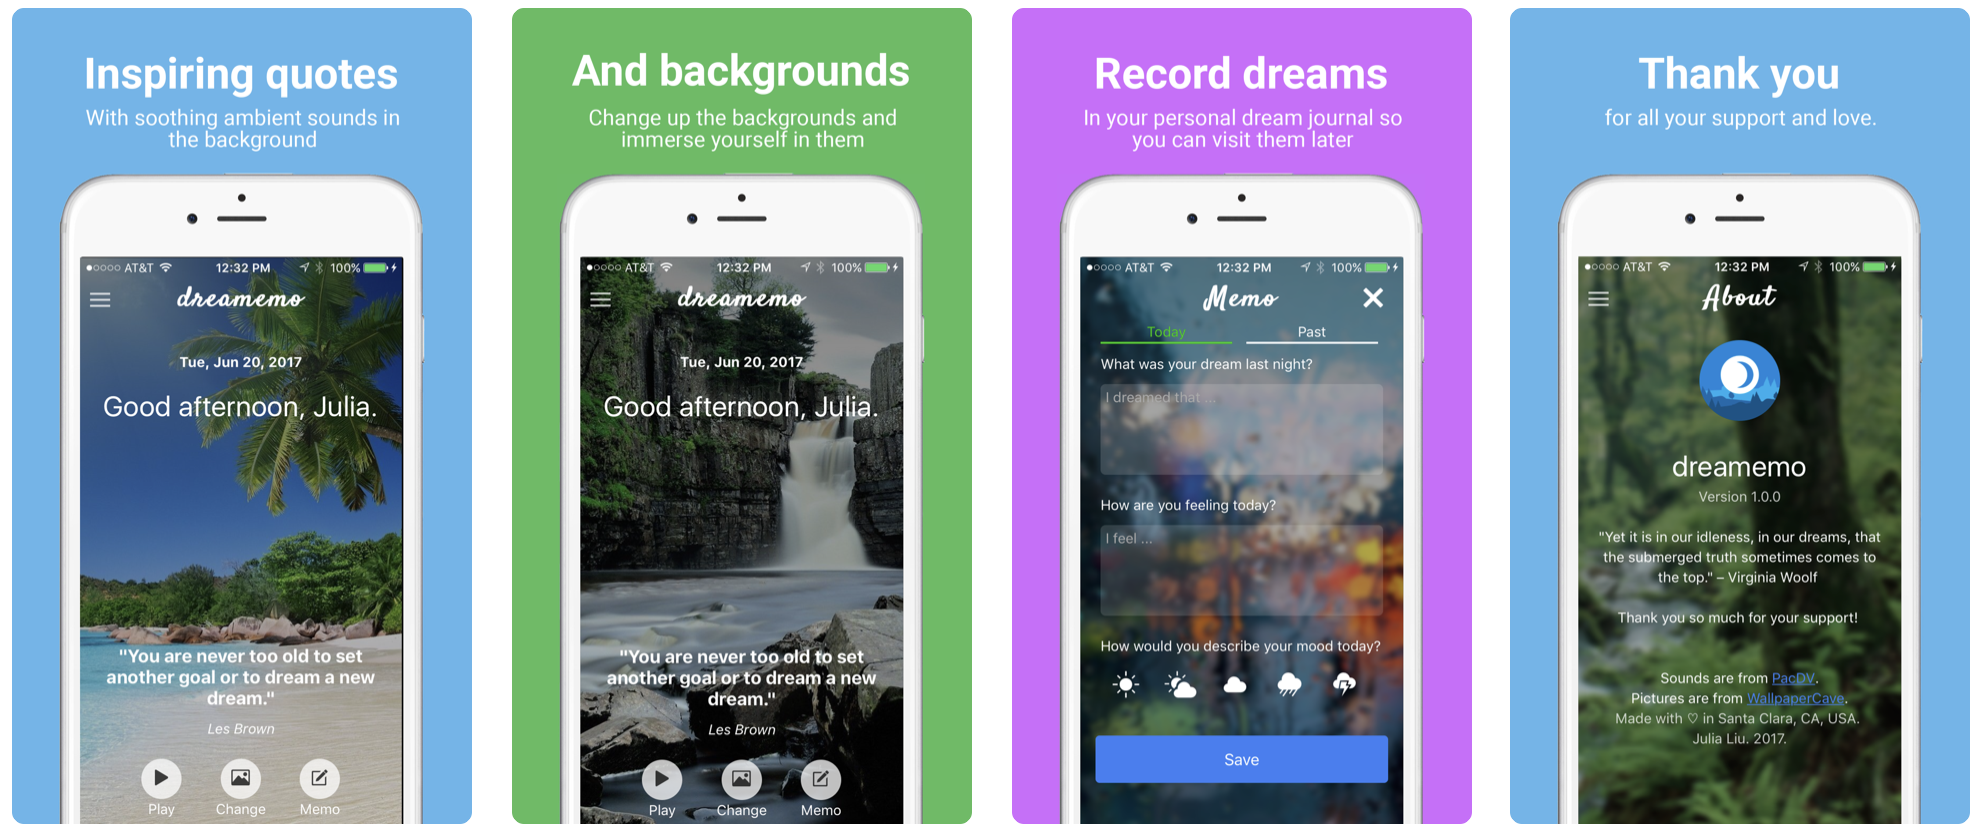 Inspiring quotes
With soothing ambient sounds in
the background
AT&T 12:32 PM 100%
dreamemo
Tue, Jun 20, 2017
Good afternoon, Julia.
"You are never too old to set
another goal or to dream a new
dream."
Les Brown
Play Change Memo
And backgrounds
Change up the backgrounds and
immerse yourself in them
AT&T 12:32 PM 100%
dreamemo
Tue, Jun 20, 2017
Good afternoon, Julia.
"You are never too old to set
another goal or to dream a new
dream."
Les Brown
Play Change Memo
Record dreams
In your personal dream journal so
you can visit them later
AT&T 12:32 PM 100%
Memo
Today Past
What was your dream last night?
I dreamed that ...
How are you feeling today?
I feel ...
How would you describe your mood today?
Save
Thank you
for all your support and love.
AT&T 12:32 PM 100%
About
dreamemo
Version 1.0.0
"Yet it is in our idleness, in our dreams, that
the submerged truth sometimes comes to
the top." – Virginia Woolf
Thank you so much for your support!
Sounds are from PacDV.
Pictures are from WallpaperCave.
Made with ♡ in Santa Clara, CA, USA.
Julia Liu. 2017.